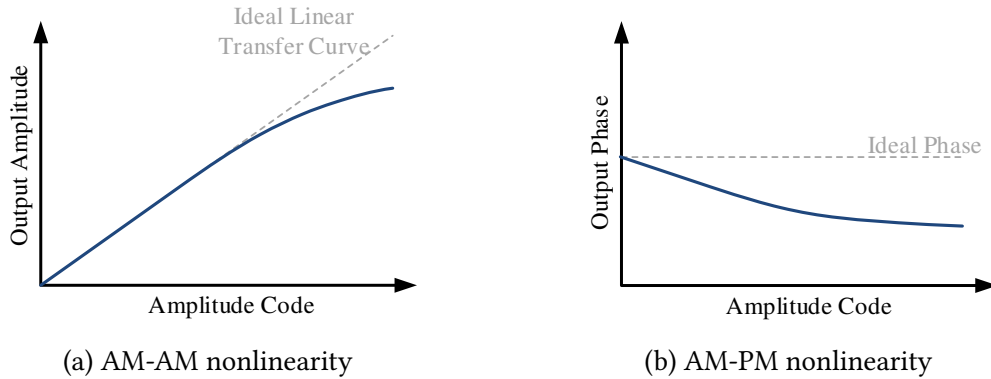 Ideal Linear
Transfer Curve
Output Amplitude
Amplitude Code
(a) AM-AM nonlinearity
Ideal Phase
Output Phase
Amplitude Code
(b) AM-PM nonlinearity